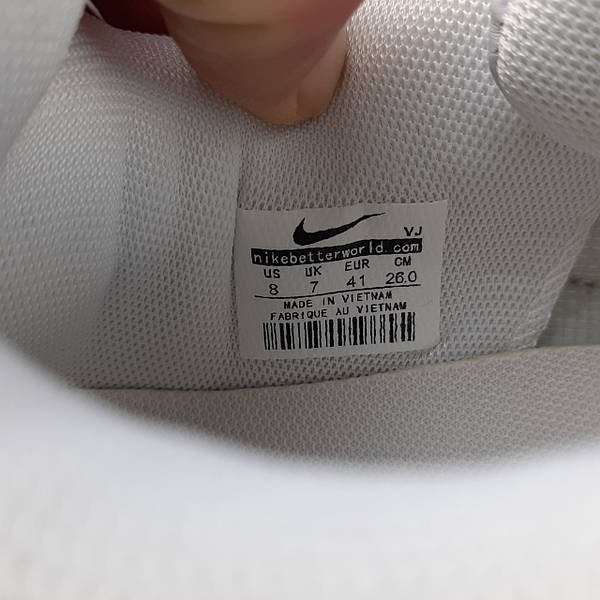 VJ
nikebetterworld.com
US UK EUR CM
8 7 41 26.0
MADE IN VIETNAM
FABRIQUE AU VIETNAM